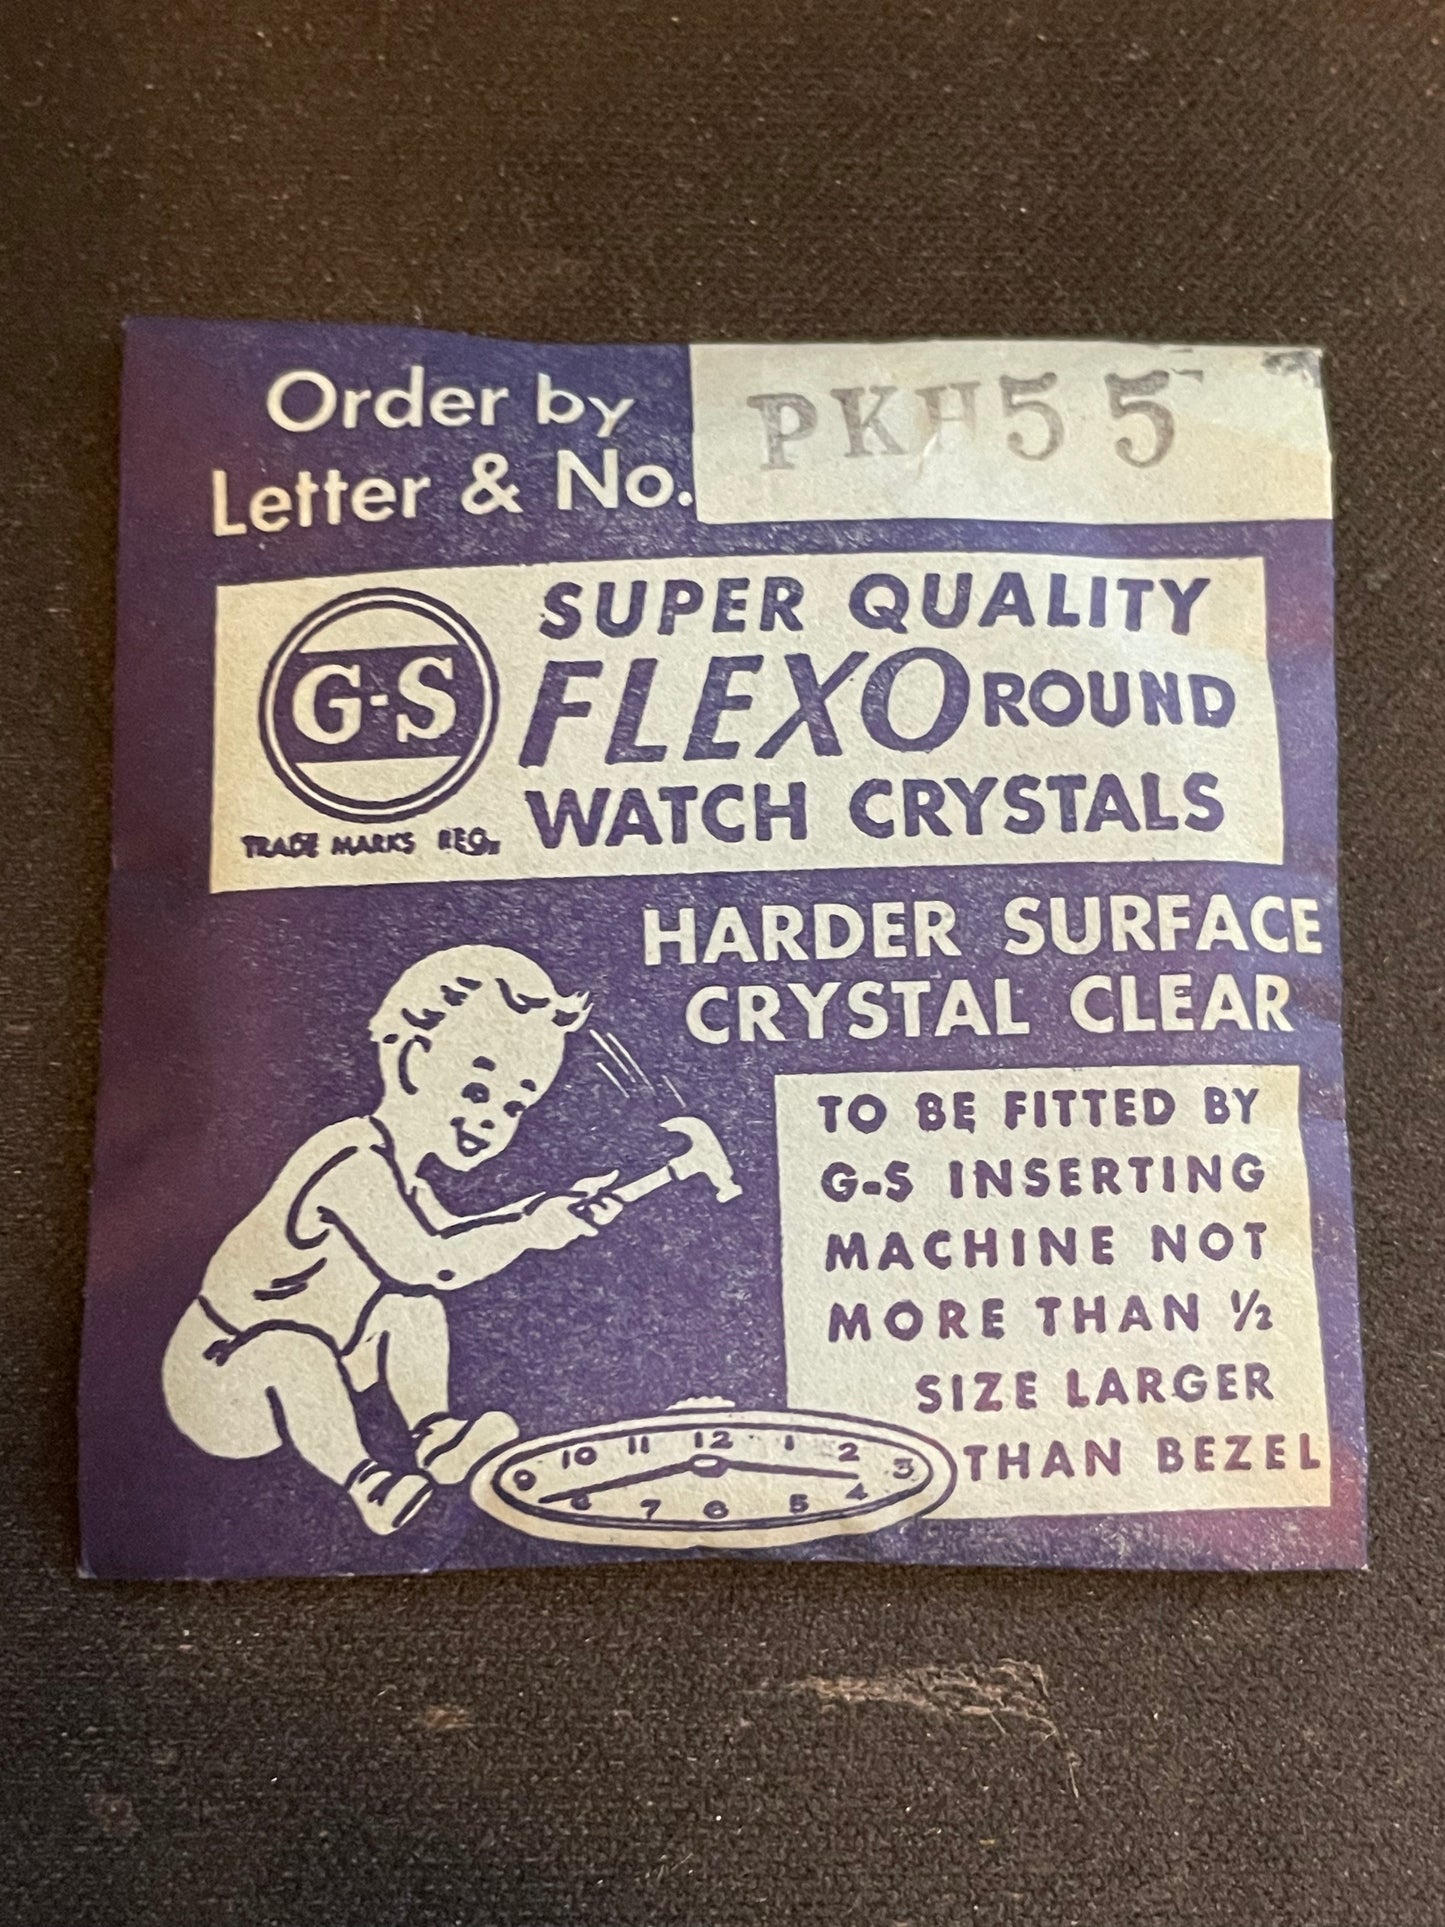 Order by
Letter & No.
PKH55
G-S
TRADE MARKS REG.
SUPER QUALITY
FLEXO ROUND
WATCH CRYSTALS
HARDER SURFACE
CRYSTAL CLEAR
TO BE FITTED BY
G-S INSERTING
MACHINE NOT
MORE THAN ½
SIZE LARGER
THAN BEZEL
9 10 11 12 1 2 3
8 7 6 5 4